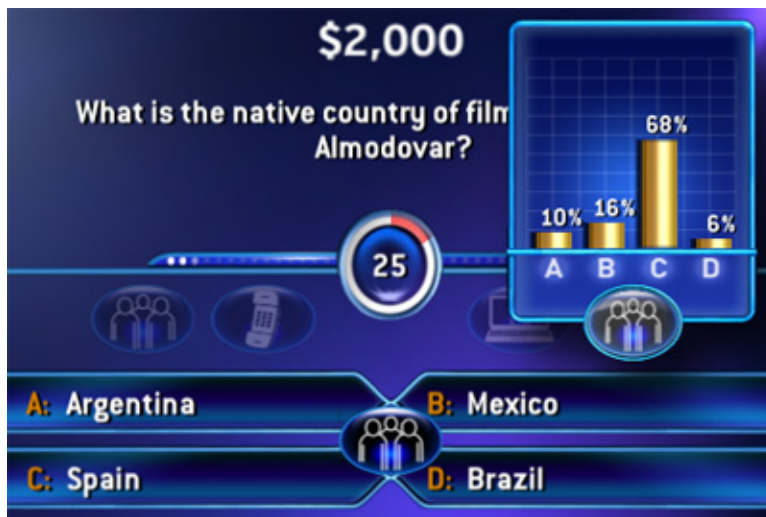 $2,000
What is the native country of film
Almodovar?
68%
10%
16%
6%
A
B
C
D
25
A: Argentina
B: Mexico
C: Spain
D: Brazil